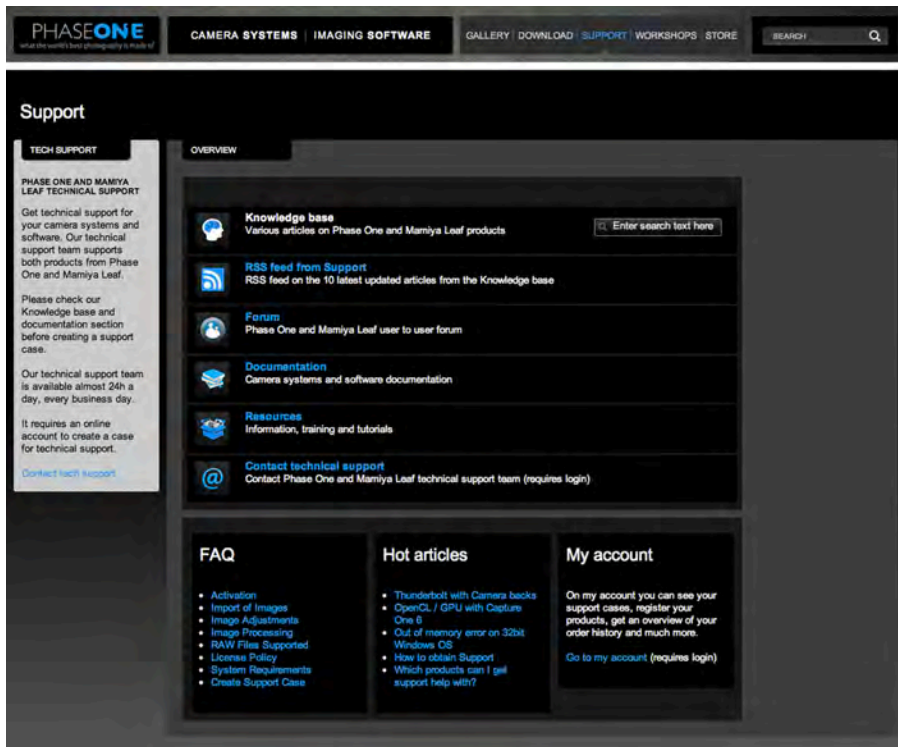 PHASEONE
what the world's best photography is made of
CAMERA SYSTEMS | IMAGING SOFTWARE
GALLERY | DOWNLOAD | SUPPORT | WORKSHOPS | STORE
SEARCH
Support
TECH SUPPORT
PHASE ONE AND MAMIYA
LEAF TECHNICAL SUPPORT
Get technical support for
your camera systems and
software. Our technical
support team supports
both products from Phase
One and Mamiya Leaf.
Please check our
Knowledge base and
documentation section
before creating a support
case.
Our technical support team
is available almost 24h a
day, every business day.
It requires an online
account to create a case
for technical support.
Contact tech support
OVERVIEW
Knowledge base
Various articles on Phase One and Mamiya Leaf products
Enter search text here
RSS feed from Support
RSS feed on the 10 latest updated articles from the Knowledge base
Forum
Phase One and Mamiya Leaf user to user forum
Documentation
Camera systems and software documentation
Resources
Information, training and tutorials
@
Contact technical support
Contact Phase One and Mamiya Leaf technical support team (requires login)
FAQ
• Activation
• Import of Images
• Image Adjustments
• Image Processing
• RAW Files Supported
• License Policy
• System Requirements
• Create Support Case
Hot articles
• Thunderbolt with Camera backs
• OpenCL / GPU with Capture
One 6
• Out of memory error on 32bit
Windows OS
• How to obtain Support
• Which products can I get
support help with?
My account
On my account you can see your
support cases, register your
products, get an overview of your
order history and much more.
Go to my account (requires login)